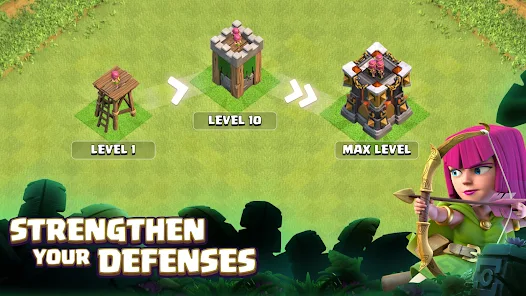 LEVEL 1
LEVEL 10
MAX LEVEL
STRENGTHEN
YOUR DEFENSES